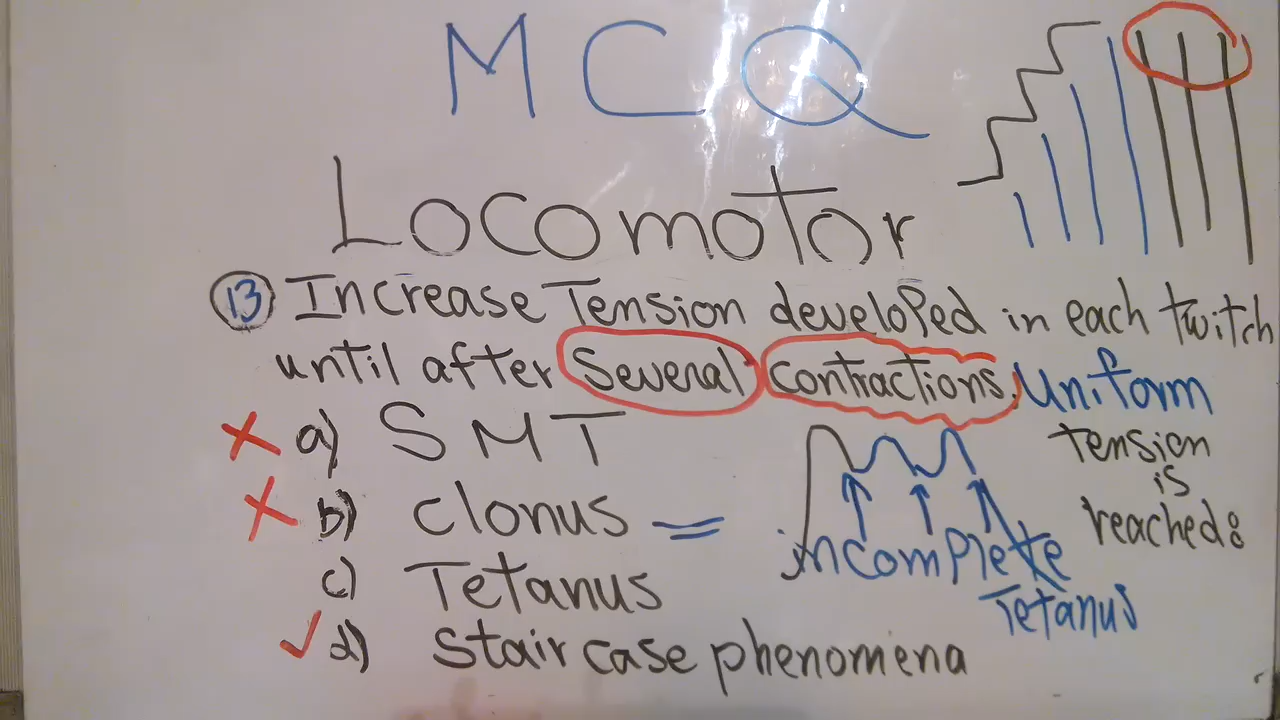 MCQ
Locomotor
13 Increase Tension developed in each twitch
until after several contractions, uniform
tension
is
reached:
a) SMT
b) clonus =
incomplete
Tetanus
c) Tetanus
d) stair case phenomena